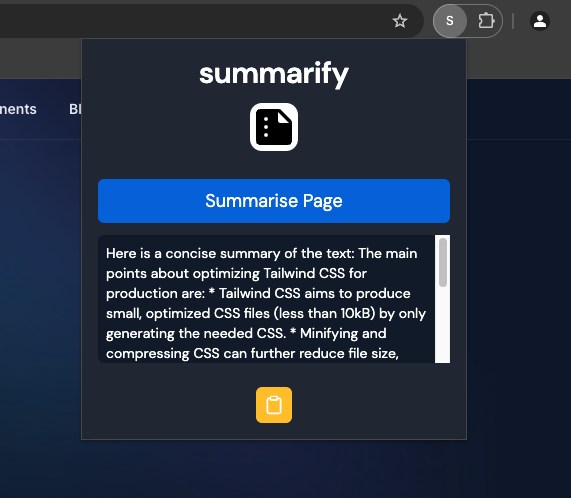 S
nents
Bl
summarify
Summarise Page
Here is a concise summary of the text: The main
points about optimizing Tailwind CSS for
production are: * Tailwind CSS aims to produce
small, optimized CSS files (less than 10kB) by only
generating the needed CSS. * Minifying and
compressing CSS can further reduce file size,